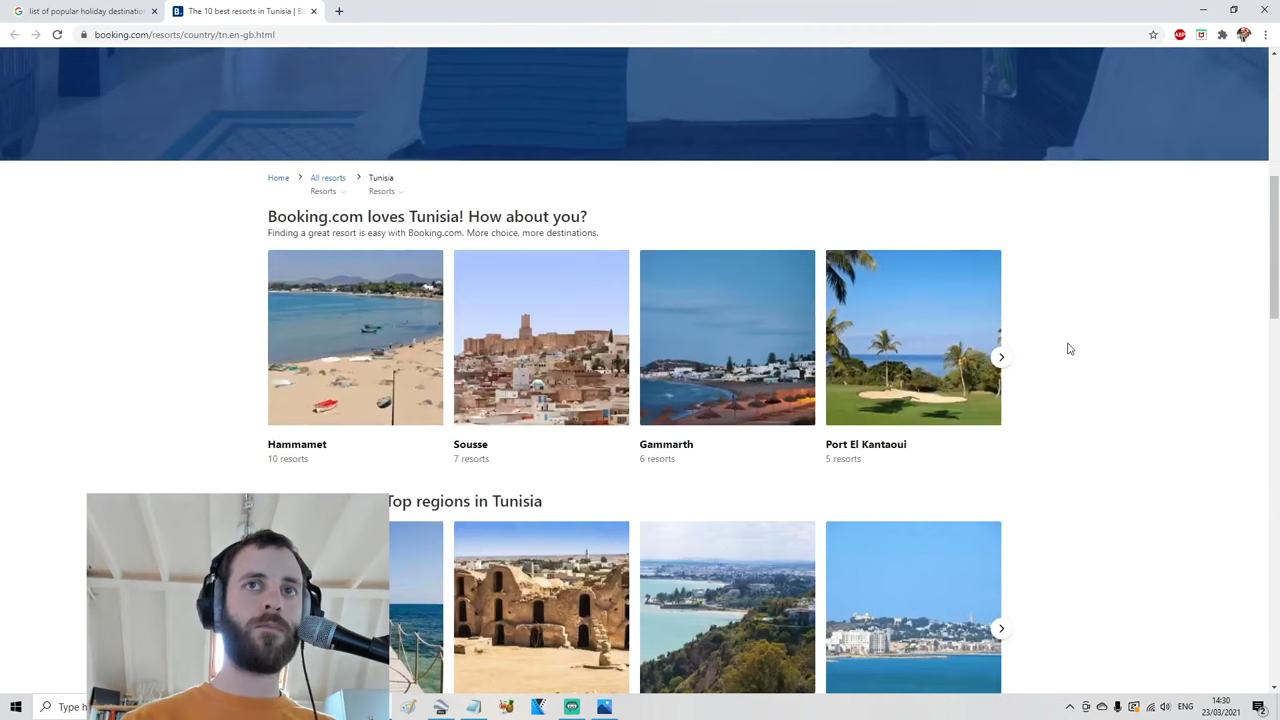 list of popular holiday destinatio
The 10 best resorts in Tunisia | B
booking.com/resorts/country/tn.en-gb.html
Home > All resorts > Tunisia
Resorts Resorts
Booking.com loves Tunisia! How about you?
Finding a great resort is easy with Booking.com. More choice, more destinations.
Hammamet Sousse Gammarth Port El Kantaoui
10 resorts 7 resorts 6 resorts 5 resorts
Top regions in Tunisia
Type h
ENG
14:30
23/03/2021
2